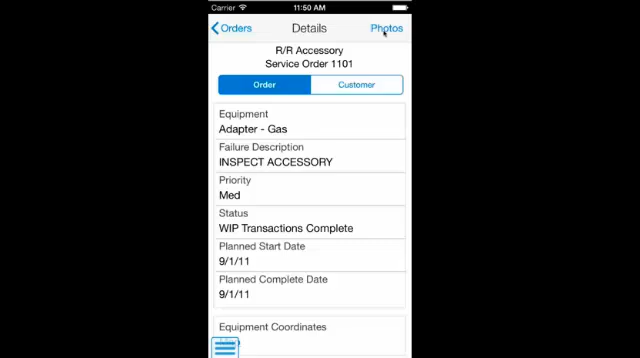 Carrier 11:50 AM
Orders Details Photos
R/R Accessory
Service Order 1101
Order Customer
Equipment
Adapter - Gas
Failure Description
INSPECT ACCESSORY
Priority
Med
Status
WIP Transactions Complete
Planned Start Date
9/1/11
Planned Complete Date
9/1/11
Equipment Coordinates